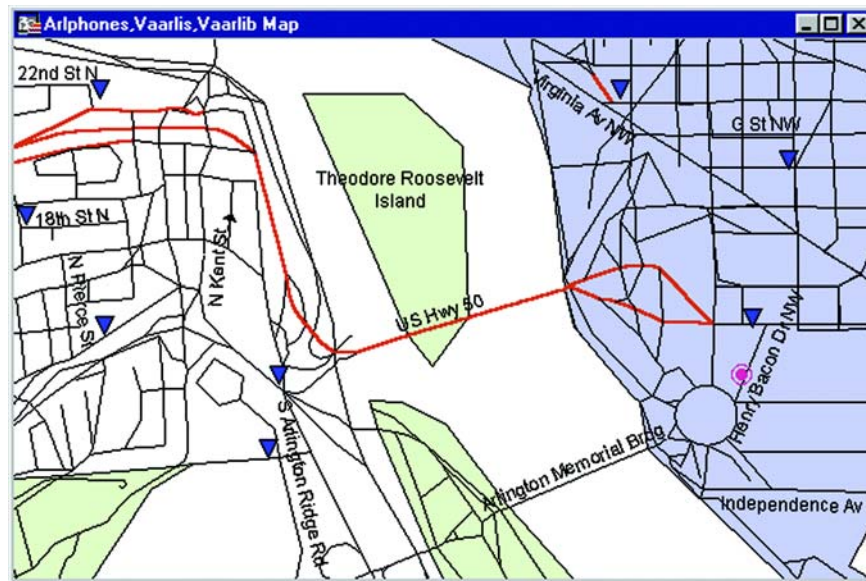 Arlphones,Vaarlis,Vaarlib Map
22nd St N
Virginia Av NW
G St NW
Theodore Roosevelt
Island
18th St N
N Kent St
N Pierce St
US Hwy 50
Henry Bacon Dr NW
S Arlington Ridge Rd
Arlington Memorial Brdg
Independence Av